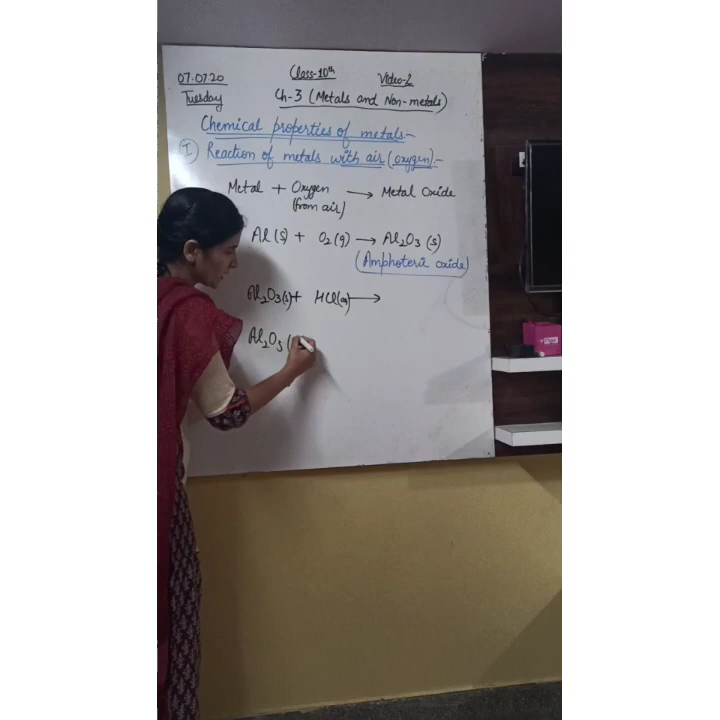 07.07.20 Class-10th Video-2
Tuesday Ch-3 (Metals and Non-metals)
Chemical properties of metals-
I) Reaction of metals with air (oxygen)-
Metal + Oxygen → Metal Oxide
(from air)
Al(s) + O2(g) → Al2O3(s)
(Amphoteric oxide)
Al2O3(s) + HCl(aq) →
Al2O3(